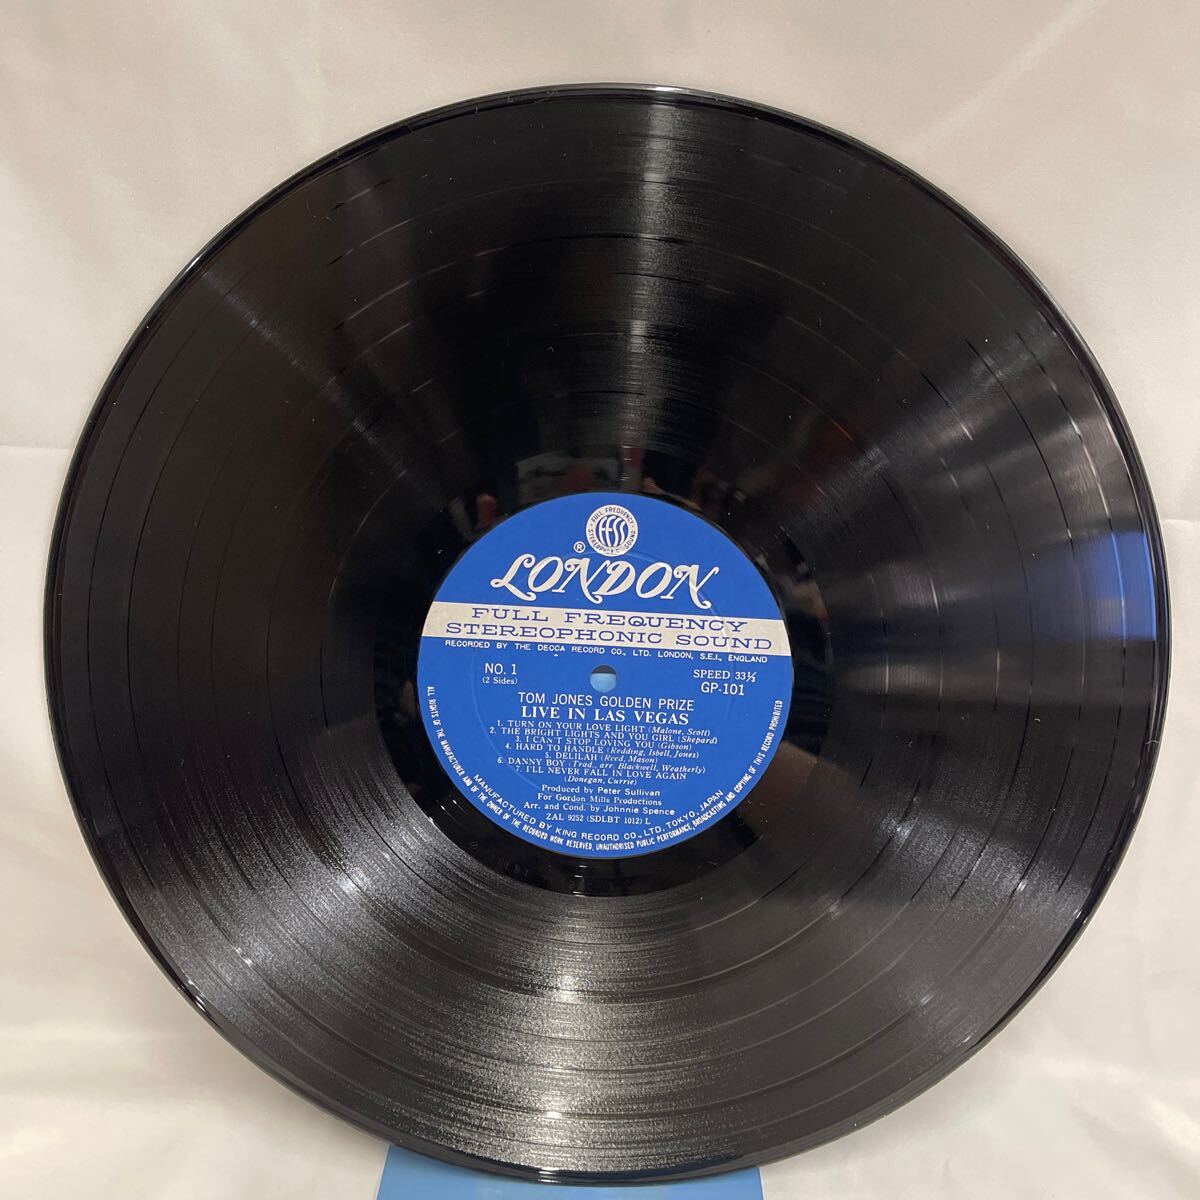 FULL FREQUENCY
ffss
STEREOPHONIC SOUND
®
LONDON
FULL FREQUENCY
STEREOPHONIC SOUND
RECORDED BY THE DECCA RECORD CO., LTD. LONDON, S.E.I., ENGLAND
NO. 1
(2 Sides)
SPEED 33⅓
GP-101
TOM JONES GOLDEN PRIZE
LIVE IN LAS VEGAS
1. TURN ON YOUR LOVE LIGHT (Malone, Scott)
2. THE BRIGHT LIGHTS AND YOU GIRL (Shepard)
3. I CAN'T STOP LOVING YOU (Gibson)
4. HARD TO HANDLE (Redding, Isbell, Jones)
5. DELILAH (Reed, Mason)
6. DANNY BOY (Trad., arr. Blackwell, Weatherly)
7. I'LL NEVER FALL IN LOVE AGAIN
(Donegan, Currie)
Produced by Peter Sullivan
For Gordon Mills Productions
Arr. and Cond. by Johnnie Spence
ZAL 9252 (SDLBT 1012) L
MANUFACTURED BY KING RECORD CO., LTD. TOKYO. JAPAN
ALL RIGHTS OF THE MANUFACTURER AND OF THE OWNER OF THE RECORDED WORK RESERVED, UNAUTHORISED PUBLIC PERFORMANCE, BROADCASTING AND COPYING OF THIS RECORD PROHIBITED